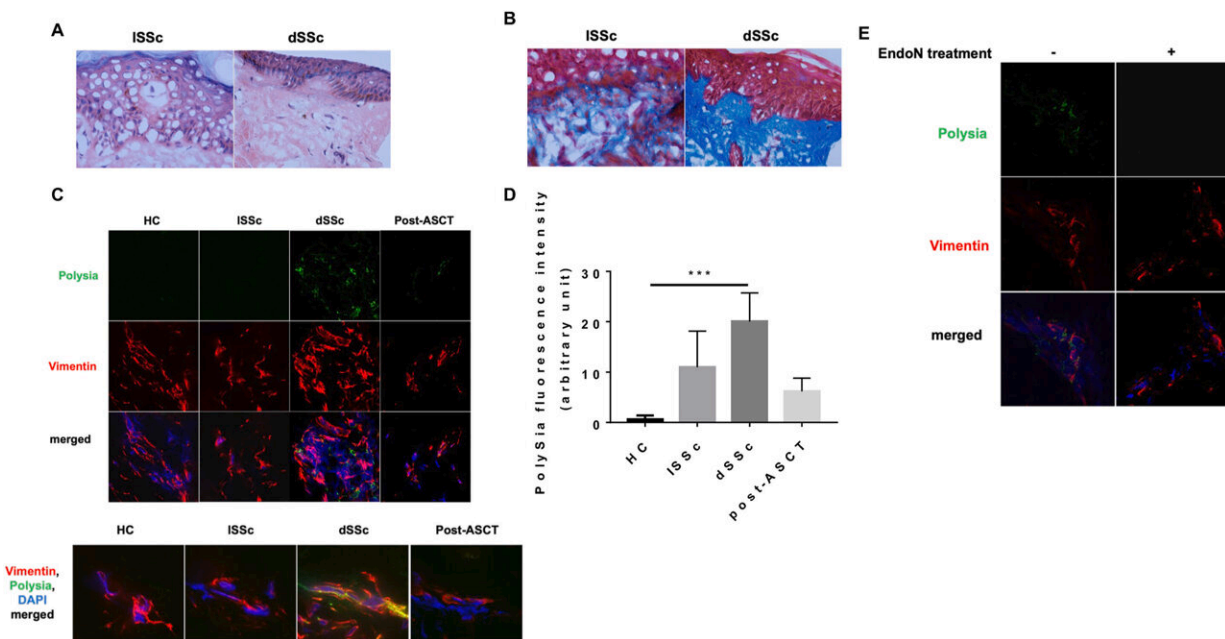 A
lSSc dSSc
B
lSSc dSSc
E
EndoN treatment - +
Polysia
Vimentin
merged
C
HC lSSc dSSc Post-ASCT
Polysia
Vimentin
merged
D
PolySia fluorescence intensity
(arbitrary unit)
30
20
10
0
***
HC
lSSc
dSSc
post-ASCT
HC lSSc dSSc Post-ASCT
Vimentin,
Polysia,
DAPI
merged